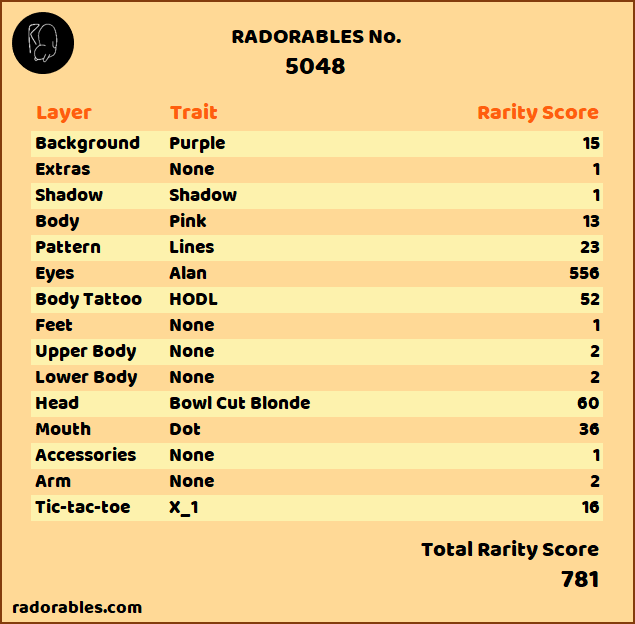 RADORABLES No.
5048
Layer Trait Rarity Score
Background Purple 15
Extras None 1
Shadow Shadow 1
Body Pink 13
Pattern Lines 23
Eyes Alan 556
Body Tattoo HODL 52
Feet None 1
Upper Body None 2
Lower Body None 2
Head Bowl Cut Blonde 60
Mouth Dot 36
Accessories None 1
Arm None 2
Tic-tac-toe X_1 16
Total Rarity Score
781
radorables.com